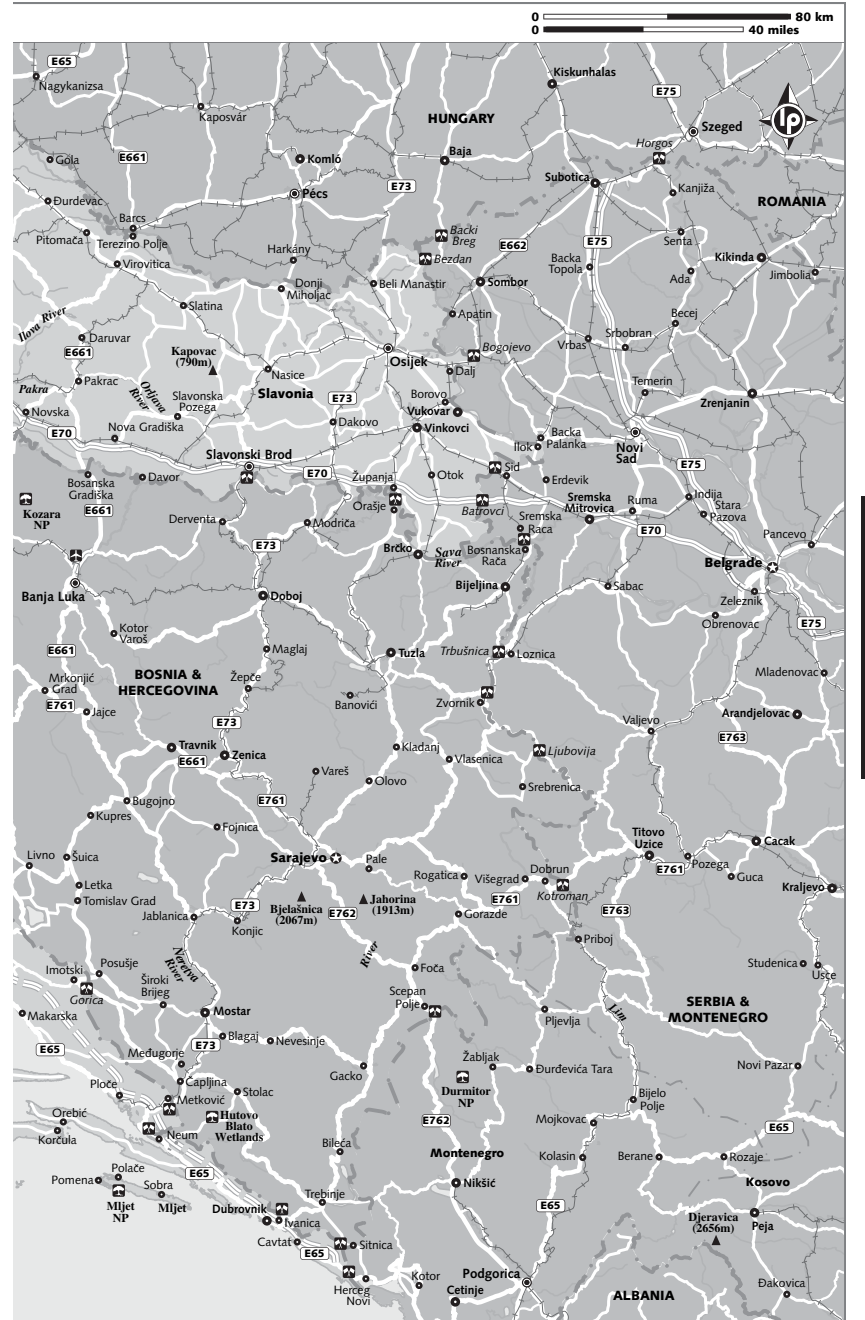 0 80 km
0 40 miles
E65
Nagykanizsa
Kaposvár
Kiskunhalas
E75
HUNGARY
lp
Szeged
Horgos
Gola
E661
Komló
Baja
E73
Subotica
Kanjiža
Pécs
ROMANIA
Đurdevac
Barcs
Pitomača
Terezino Polje
Backi
Breg
E662
E75
Senta
Virovitica
Harkány
Bezdan
Backa
Topola
Kikinda
Ada
Jimbolia
Donji
Miholjac
Beli Manastir
Sombor
Slatina
Apatin
Becej
Ilova River
Daruvar
E661
Kapovac
(790m)
Osijek
Bogojevo
Vrbas
Srbobran
Pakra
Pakrac
Orljava
River
Nasice
Dalj
Temerin
Slavonska
Pozega
Slavonia
E73
Borovo
Zrenjanin
Novska
Vukovar
E70
Nova Gradiška
Dakovo
Vinkovci
Ilok
Backa
Palanka
Novi
Sad
Slavonski Brod
E75
E70
Županja
Otok
Sid
Erdevik
Bosanska
Gradiška
Davor
Kozara
NP
E661
Orašje
Batrovci
Sremska
Mitrovica
Ruma
Indija
Stara
Pazova
Derventa
Modriča
Sremska
Raca
E73
E70
Pancevo
Brčko
Sava
River
Bosnanska
Rača
Belgrade
Banja Luka
Doboj
Bijeljina
Sabac
Zeleznik
Obrenovac
E75
Kotor
Varoš
E661
Maglaj
Tuzla
Trbušnica
Loznica
Mrkonjić
Grad
BOSNIA &
HERCEGOVINA
Žepče
Mladenovac
E761
Jajce
Banovići
Zvornik
Arandjelovac
E73
Valjevo
E763
Travnik
Zenica
Kladanj
Ljubovija
E661
Vlasenica
Vareš
Olovo
Srebrenica
Bugojno
E761
Kupres
Fojnica
Titovo
Uzice
Cacak
Livno
Šuica
Sarajevo
Pale
E761
Pozega
Guca
Rogatica
Višegrad
Dobrun
Kraljevo
Letka
Tomislav Grad
E73
Bjelašnica
(2067m)
Jahorina
(1913m)
E761
Kotroman
Jablanica
Konjic
E762
Gorazde
E763
Neretva
River
River
Priboj
Imotski
Posušje
Foča
Studenica
Usce
Gorica
Široki
Brijeg
Scepan
Polje
SERBIA &
MONTENEGRO
Makarska
Mostar
Lim
Pljevlja
E65
Blagaj
Nevesinje
E73
Međugorje
Žabljak
Novi Pazar
Ploče
Čapljina
Gacko
Đurđevića Tara
Metković
Stolac
Durmitor
NP
Bijelo
Polje
Orebić
Korčula
Hutovo
Blato
Wetlands
Neum
E762
Mojkovac
E65
Bileća
Montenegro
Kolasin
Berane
Rozaje
Polače
Pomena
Sobra
E65
Kosovo
Mljet
NP
Mljet
Trebinje
Nikšić
Dubrovnik
Ivanica
E65
Djeravica
(2656m)
Peja
Cavtat
E65
Sitnica
Herceg
Novi
Kotor
Podgorica
Cetinje
ALBANIA
Đakovica